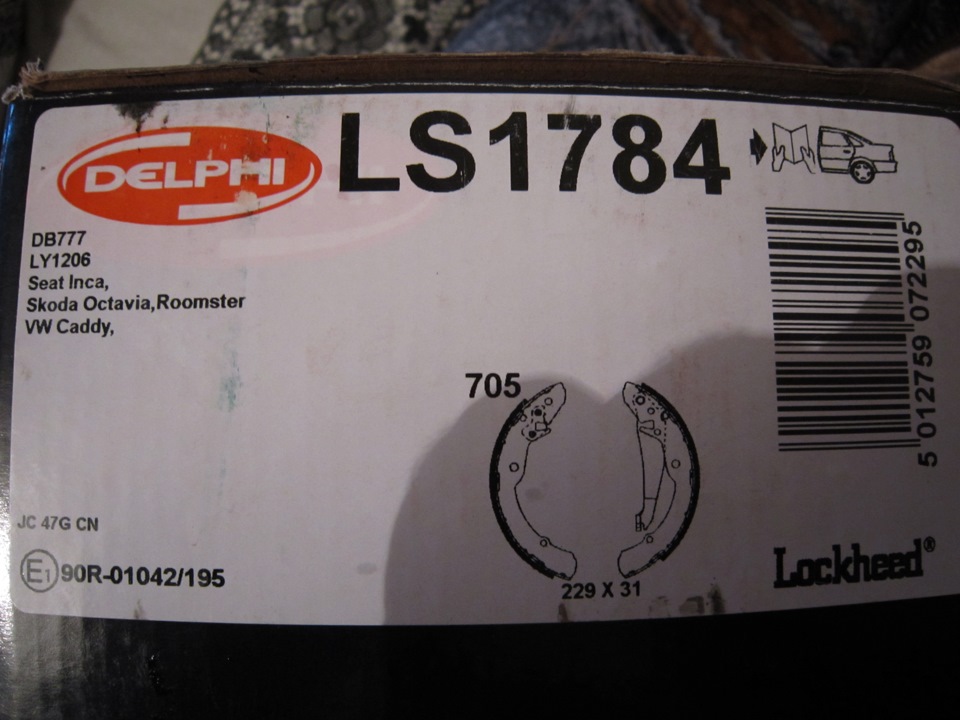 DELPHI
LS1784
DB777
LY1206
Seat Inca,
Skoda Octavia,Roomster
VW Caddy,
705
229 X 31
5 012759 072295
JC 47G CN
E1 90R-01042/195
Lockheed®